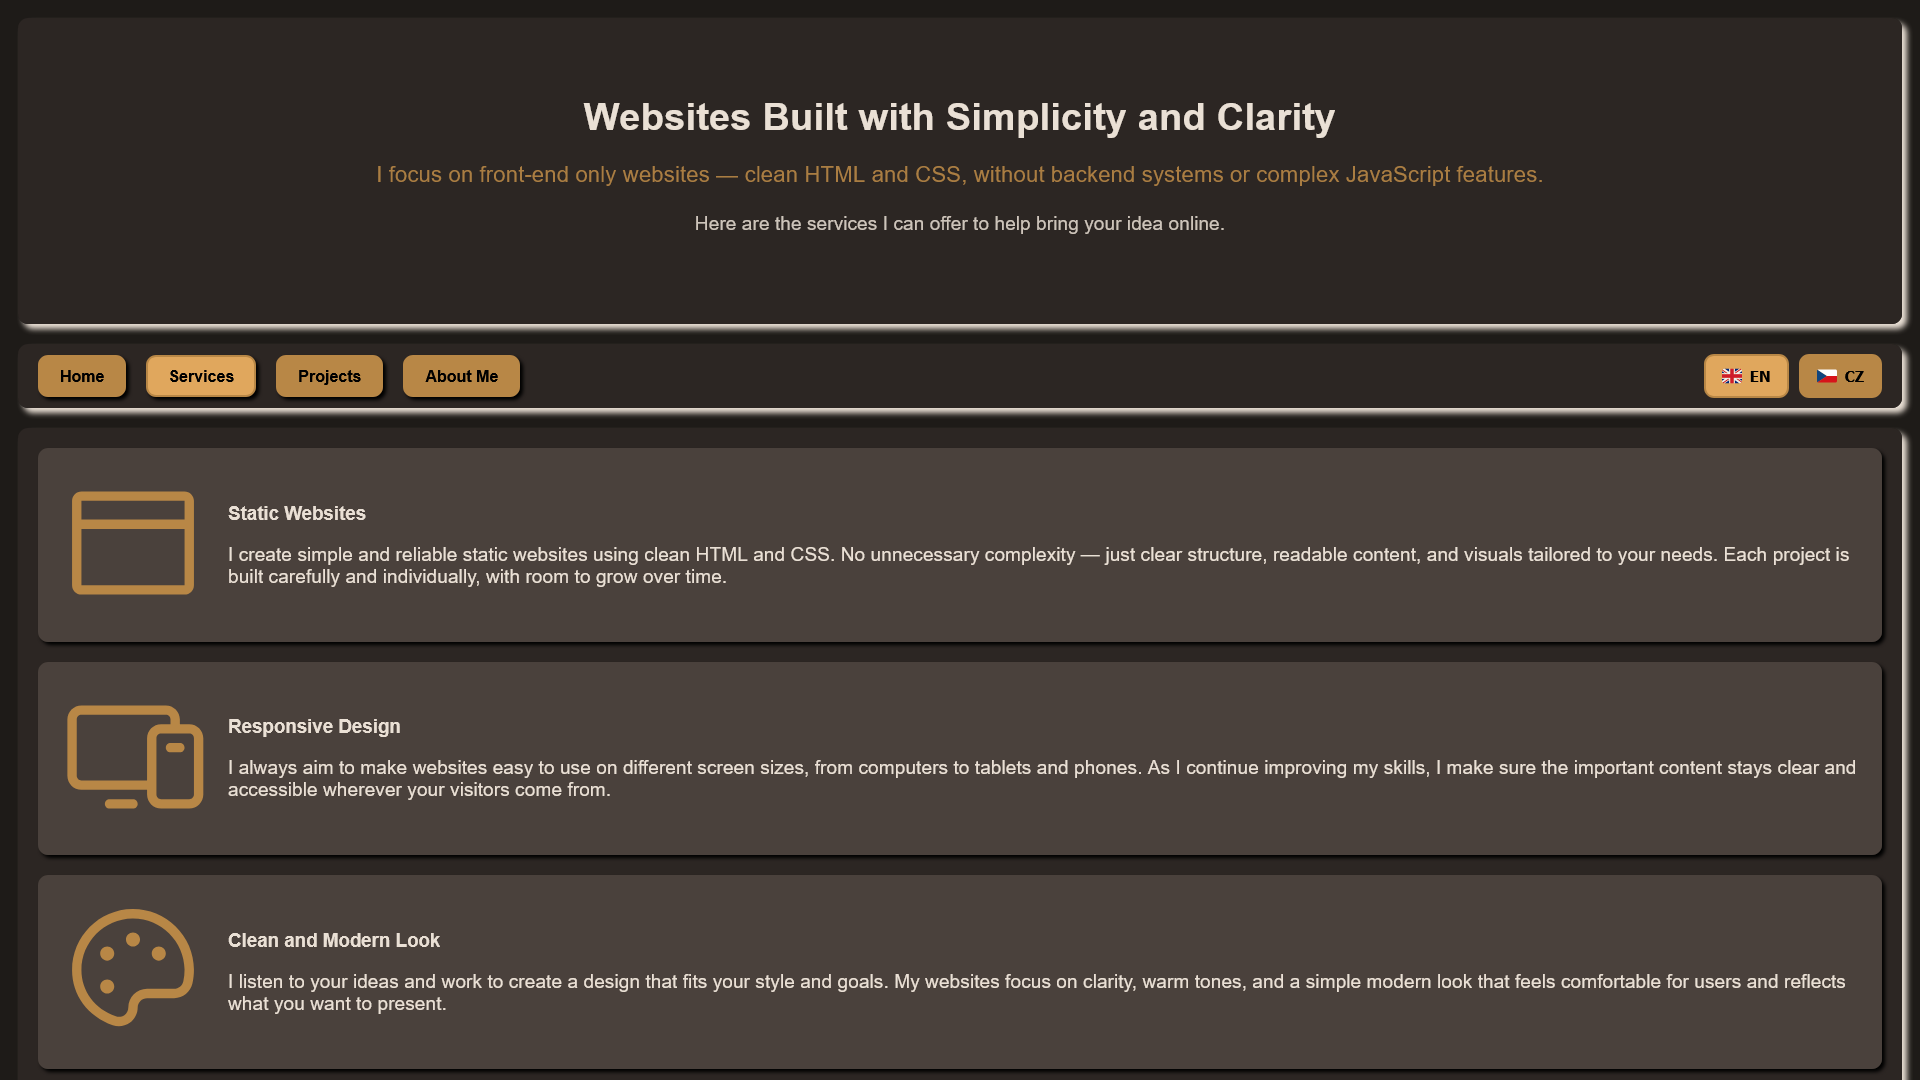 Websites Built with Simplicity and Clarity
I focus on front-end only websites — clean HTML and CSS, without backend systems or complex JavaScript features.
Here are the services I can offer to help bring your idea online.
Home Services Projects About Me EN CZ
Static Websites
I create simple and reliable static websites using clean HTML and CSS. No unnecessary complexity — just clear structure, readable content, and visuals tailored to your needs. Each project is
built carefully and individually, with room to grow over time.
Responsive Design
I always aim to make websites easy to use on different screen sizes, from computers to tablets and phones. As I continue improving my skills, I make sure the important content stays clear and
accessible wherever your visitors come from.
Clean and Modern Look
I listen to your ideas and work to create a design that fits your style and goals. My websites focus on clarity, warm tones, and a simple modern look that feels comfortable for users and reflects
what you want to present.